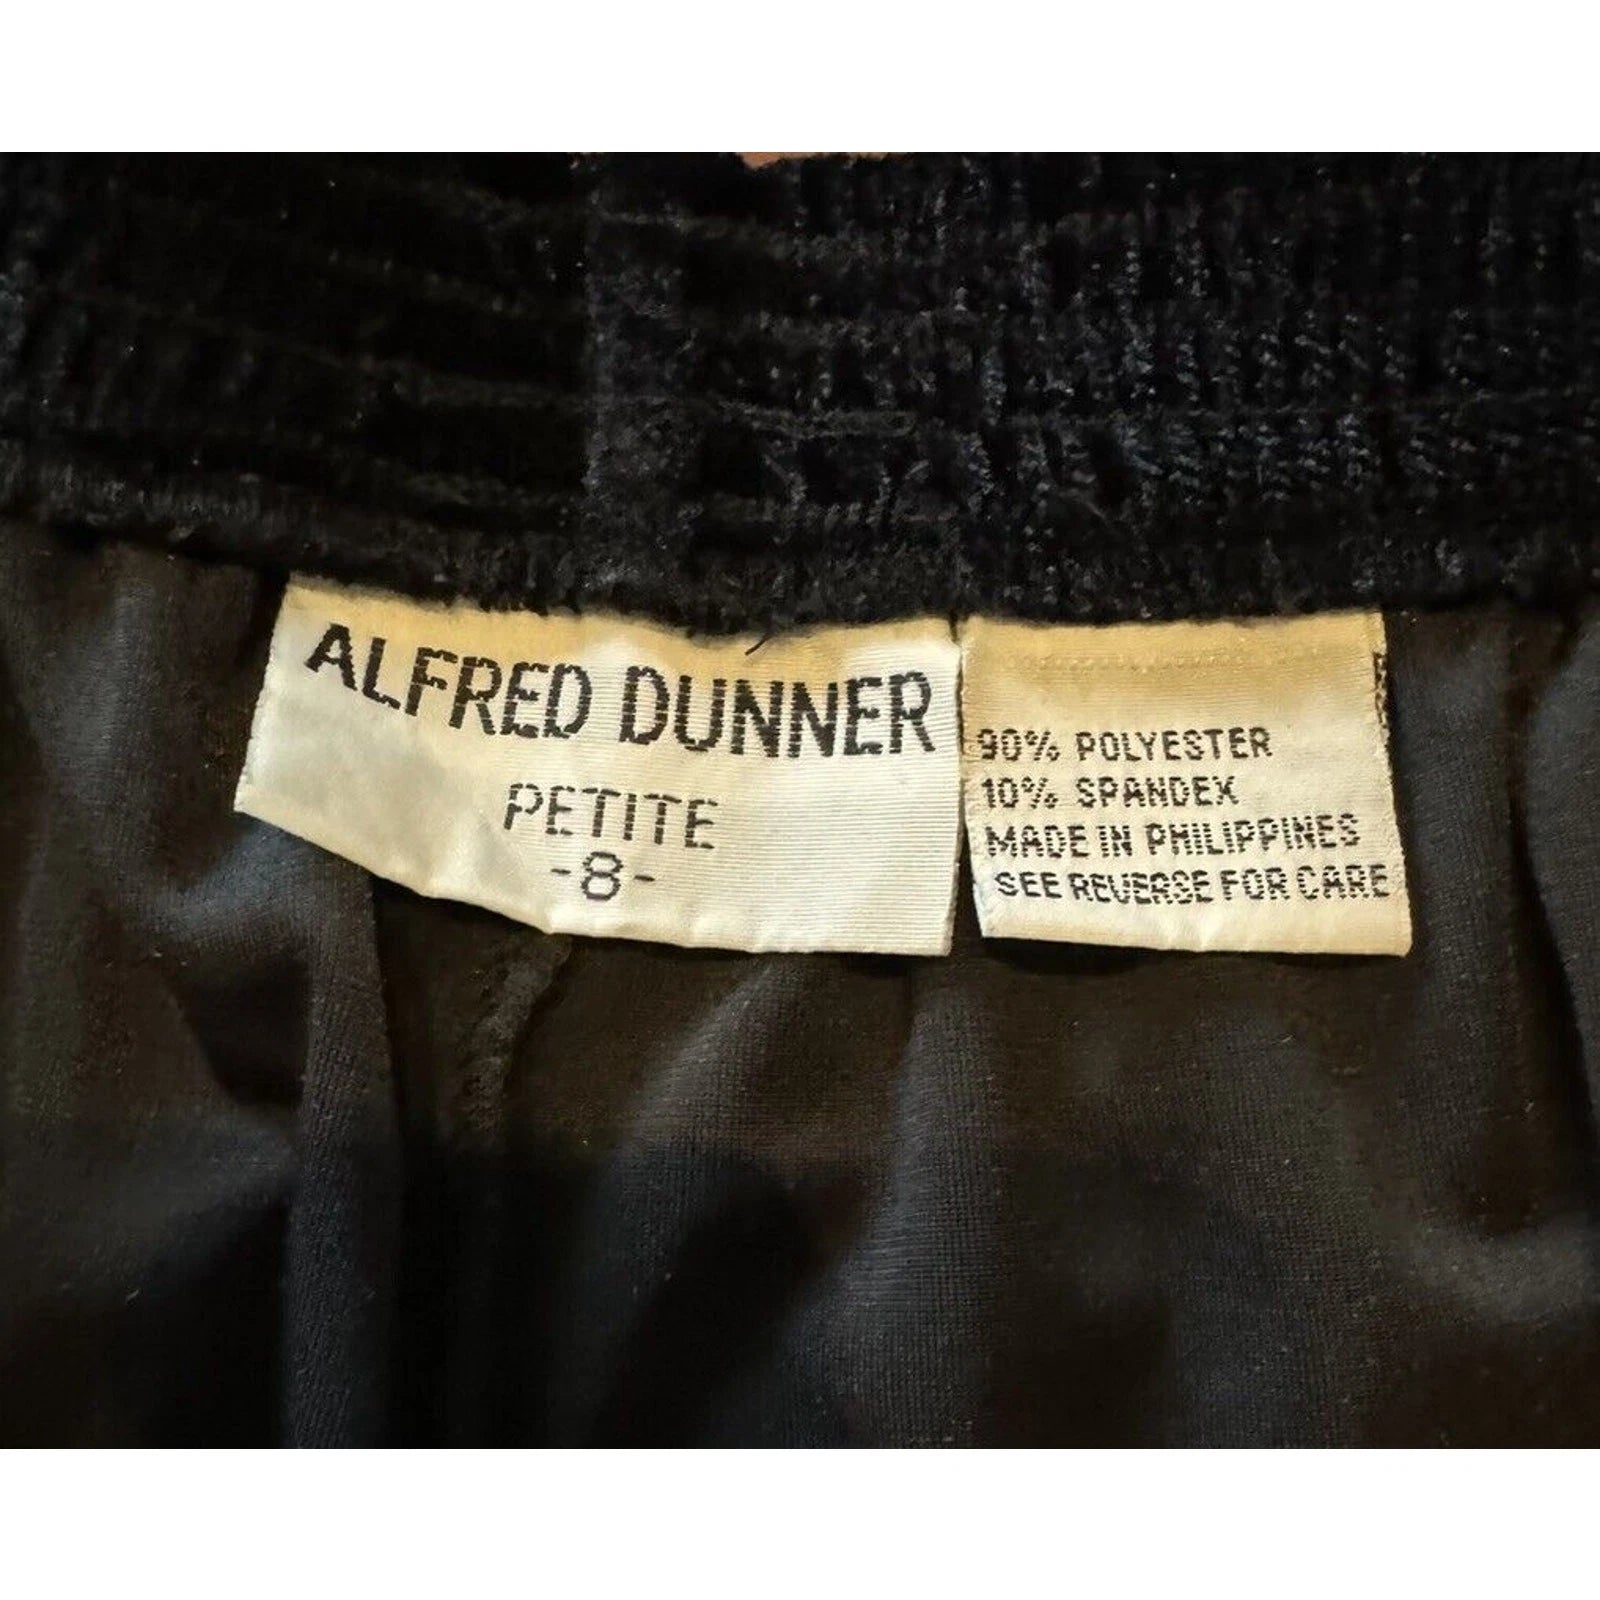 ALFRED DUNNER
PETITE
-8-
90% POLYESTER
10% SPANDEX
MADE IN PHILIPPINES
SEE REVERSE FOR CARE